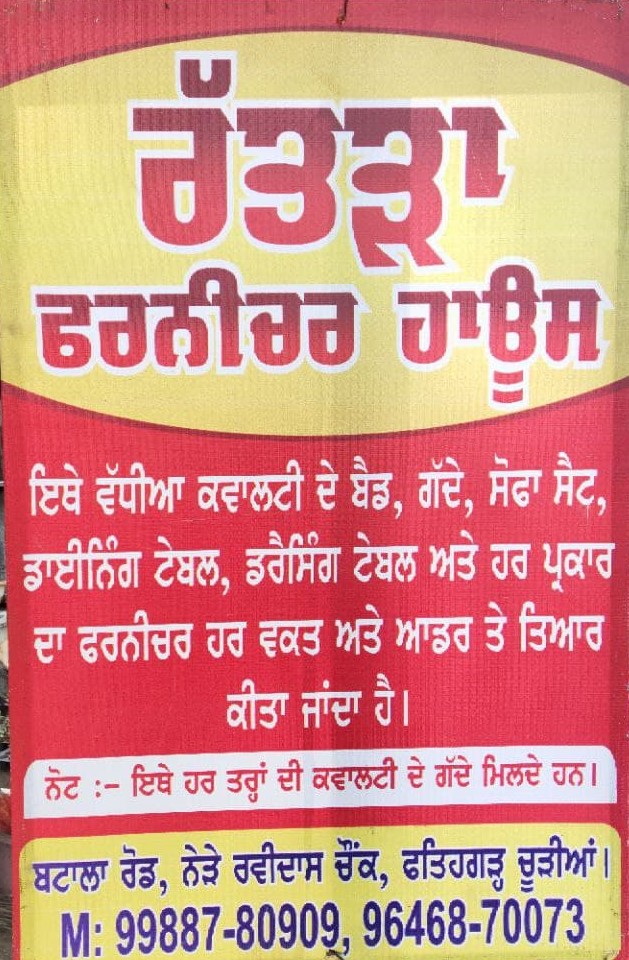 ਰੱਤੜਾ
ਫਰਨੀਚਰ ਹਾਊਸ
ਇਥੇ ਵੱਧੀਆ ਕਵਾਲਟੀ ਦੇ ਬੈਡ, ਗੱਦੇ, ਸੋਫਾ ਸੈਟ,
ਡਾਈਨਿੰਗ ਟੇਬਲ, ਡਰੈਸਿੰਗ ਟੇਬਲ ਅਤੇ ਹਰ ਪ੍ਰਕਾਰ
ਦਾ ਫਰਨੀਚਰ ਹਰ ਵਕਤ ਅਤੇ ਆਡਰ ਤੇ ਤਿਆਰ
ਕੀਤਾ ਜਾਂਦਾ ਹੈ।
ਨੋਟ :- ਇਥੇ ਹਰ ਤਰ੍ਹਾਂ ਦੀ ਕਵਾਲਟੀ ਦੇ ਗੱਦੇ ਮਿਲਦੇ ਹਨ।
ਬਟਾਲਾ ਰੋਡ, ਨੇੜੇ ਰਵੀਦਾਸ ਚੌਂਕ, ਫਤਿਹਗੜ੍ਹ ਚੂੜੀਆਂ।
M: 99887-80909, 96468-70073